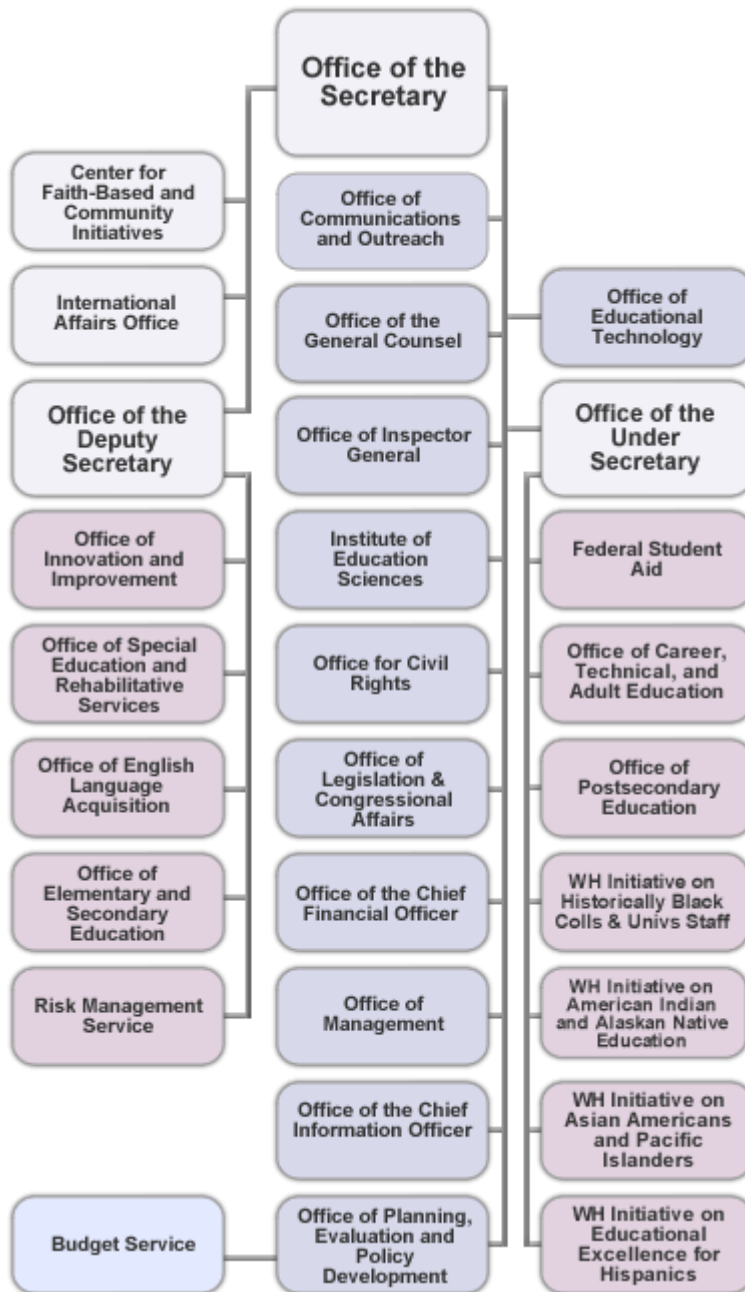 Office of the
Secretary
Center for
Faith-Based and
Community
Initiatives
Office of
Communications
and Outreach
International
Affairs Office
Office of the
General Counsel
Office of
Educational
Technology
Office of the
Deputy
Secretary
Office of Inspector
General
Office of the
Under
Secretary
Office of
Innovation and
Improvement
Institute of
Education
Sciences
Federal Student
Aid
Office of Special
Education and
Rehabilitative
Services
Office for Civil
Rights
Office of Career,
Technical, and
Adult Education
Office of English
Language
Acquisition
Office of
Legislation &
Congressional
Affairs
Office of
Postsecondary
Education
Office of
Elementary and
Secondary
Education
Office of the Chief
Financial Officer
WH Initiative on
Historically Black
Colls & Univs Staff
Risk Management
Service
Office of
Management
WH Initiative on
American Indian
and Alaskan Native
Education
Office of the Chief
Information Officer
WH Initiative on
Asian Americans
and Pacific
Islanders
Budget Service
Office of Planning,
Evaluation and
Policy
Development
WH Initiative on
Educational
Excellence for
Hispanics